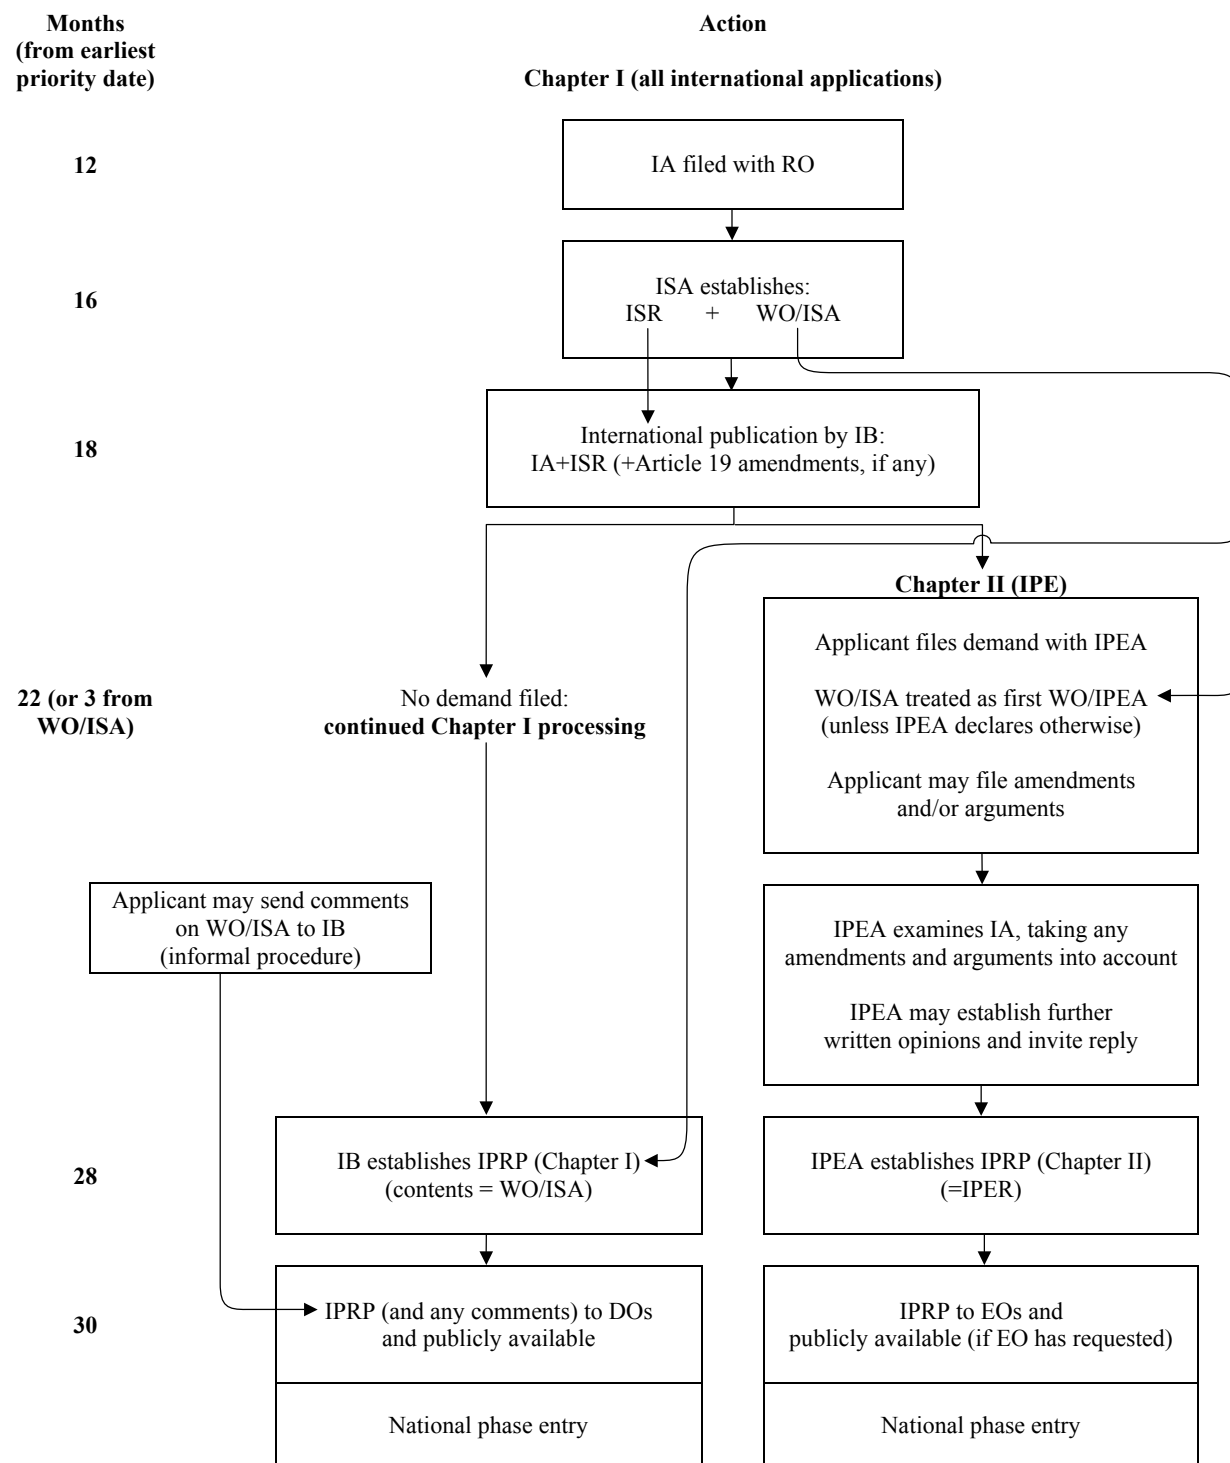 Months
(from earliest
priority date)
Action
Chapter I (all international applications)
12
IA filed with RO
16
ISA establishes:
ISR + WO/ISA
18
International publication by IB:
IA+ISR (+Article 19 amendments, if any)
Chapter II (IPE)
Applicant files demand with IPEA
22 (or 3 from
WO/ISA)
No demand filed:
continued Chapter I processing
WO/ISA treated as first WO/IPEA
(unless IPEA declares otherwise)
Applicant may file amendments
and/or arguments
Applicant may send comments
on WO/ISA to IB
(informal procedure)
IPEA examines IA, taking any
amendments and arguments into account
IPEA may establish further
written opinions and invite reply
28
IB establishes IPRP (Chapter I)
(contents = WO/ISA)
IPEA establishes IPRP (Chapter II)
(=IPER)
30
IPRP (and any comments) to DOs
and publicly available
IPRP to EOs and
publicly available (if EO has requested)
National phase entry
National phase entry